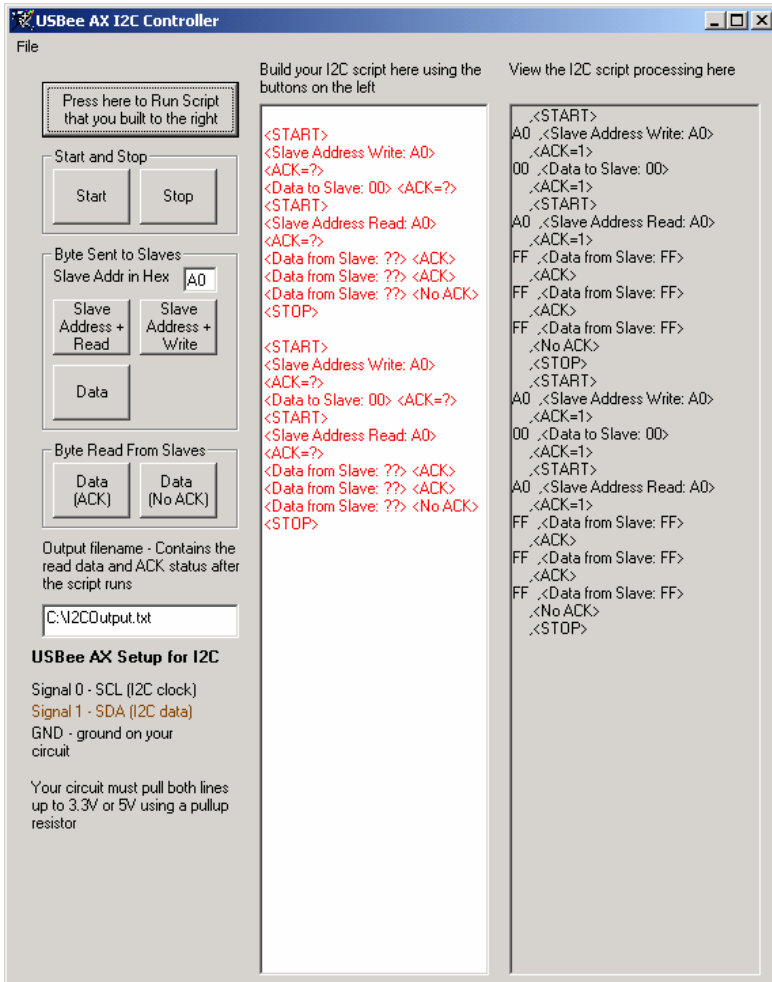 USBee AX I2C Controller
File
Press here to Run Script
that you built to the right
Start and Stop
Start
Stop
Byte Sent to Slaves
Slave Addr in Hex A0
Slave
Address +
Read
Slave
Address +
Write
Data
Byte Read From Slaves
Data
(ACK)
Data
(No ACK)
Output filename - Contains the
read data and ACK status after
the script runs
C:\I2COutput.txt
USBee AX Setup for I2C
Signal 0 - SCL (I2C clock)
Signal 1 - SDA (I2C data)
GND - ground on your
circuit
Your circuit must pull both lines
up to 3.3V or 5V using a pullup
resistor
Build your I2C script here using the
buttons on the left
<START>
<Slave Address Write: A0>
<ACK=?>
<Data to Slave: 00> <ACK=?>
<START>
<Slave Address Read: A0>
<ACK=?>
<Data from Slave: ??> <ACK>
<Data from Slave: ??> <ACK>
<Data from Slave: ??> <No ACK>
<STOP>
<START>
<Slave Address Write: A0>
<ACK=?>
<Data to Slave: 00> <ACK=?>
<START>
<Slave Address Read: A0>
<ACK=?>
<Data from Slave: ??> <ACK>
<Data from Slave: ??> <ACK>
<Data from Slave: ??> <No ACK>
<STOP>
View the I2C script processing here
,<START>
A0 ,<Slave Address Write: A0>
,<ACK=1>
00 ,<Data to Slave: 00>
,<ACK=1>
,<START>
A0 ,<Slave Address Read: A0>
,<ACK=1>
FF ,<Data from Slave: FF>
,<ACK>
FF ,<Data from Slave: FF>
,<ACK>
FF ,<Data from Slave: FF>
,<No ACK>
,<STOP>
,<START>
A0 ,<Slave Address Write: A0>
,<ACK=1>
00 ,<Data to Slave: 00>
,<ACK=1>
,<START>
A0 ,<Slave Address Read: A0>
,<ACK=1>
FF ,<Data from Slave: FF>
,<ACK>
FF ,<Data from Slave: FF>
,<ACK>
FF ,<Data from Slave: FF>
,<No ACK>
,<STOP>